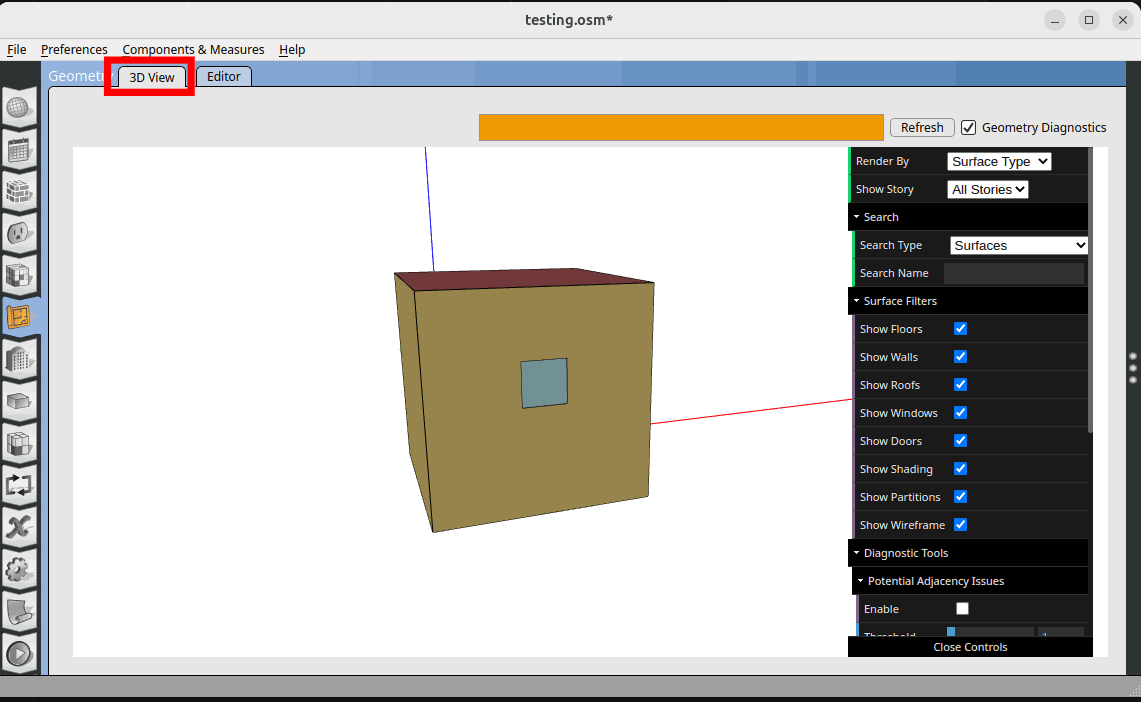 testing.osm*
File Preferences Components & Measures Help
Geometry 3D View Editor
Refresh Geometry Diagnostics
Render By Surface Type
Show Story All Stories
Search
Search Type Surfaces
Search Name
Surface Filters
Show Floors
Show Walls
Show Roofs
Show Windows
Show Doors
Show Shading
Show Partitions
Show Wireframe
Diagnostic Tools
Potential Adjacency Issues
Enable
Threshold 1
Close Controls